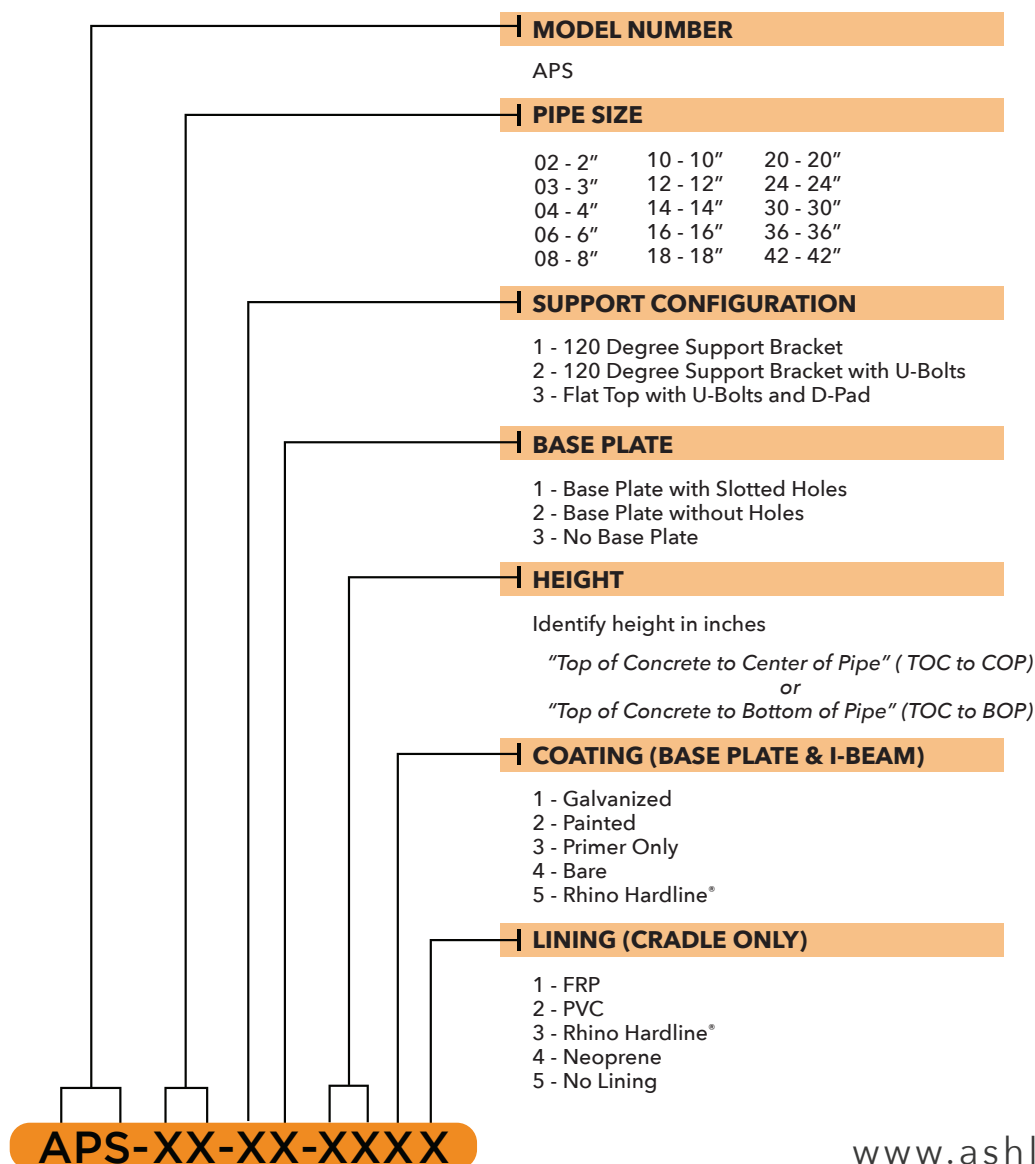 MODEL NUMBER
APS
PIPE SIZE
02 - 2” 10 - 10” 20 - 20”
03 - 3” 12 - 12” 24 - 24”
04 - 4” 14 - 14” 30 - 30”
06 - 6” 16 - 16” 36 - 36”
08 - 8” 18 - 18” 42 - 42”
SUPPORT CONFIGURATION
1 - 120 Degree Support Bracket
2 - 120 Degree Support Bracket with U-Bolts
3 - Flat Top with U-Bolts and D-Pad
BASE PLATE
1 - Base Plate with Slotted Holes
2 - Base Plate without Holes
3 - No Base Plate
HEIGHT
Identify height in inches
“Top of Concrete to Center of Pipe” ( TOC to COP)
or
“Top of Concrete to Bottom of Pipe” (TOC to BOP)
COATING (BASE PLATE & I-BEAM)
1 - Galvanized
2 - Painted
3 - Primer Only
4 - Bare
5 - Rhino Hardline®
LINING (CRADLE ONLY)
1 - FRP
2 - PVC
3 - Rhino Hardline®
4 - Neoprene
5 - No Lining
APS-XX-XX-XXXX
www.ashl